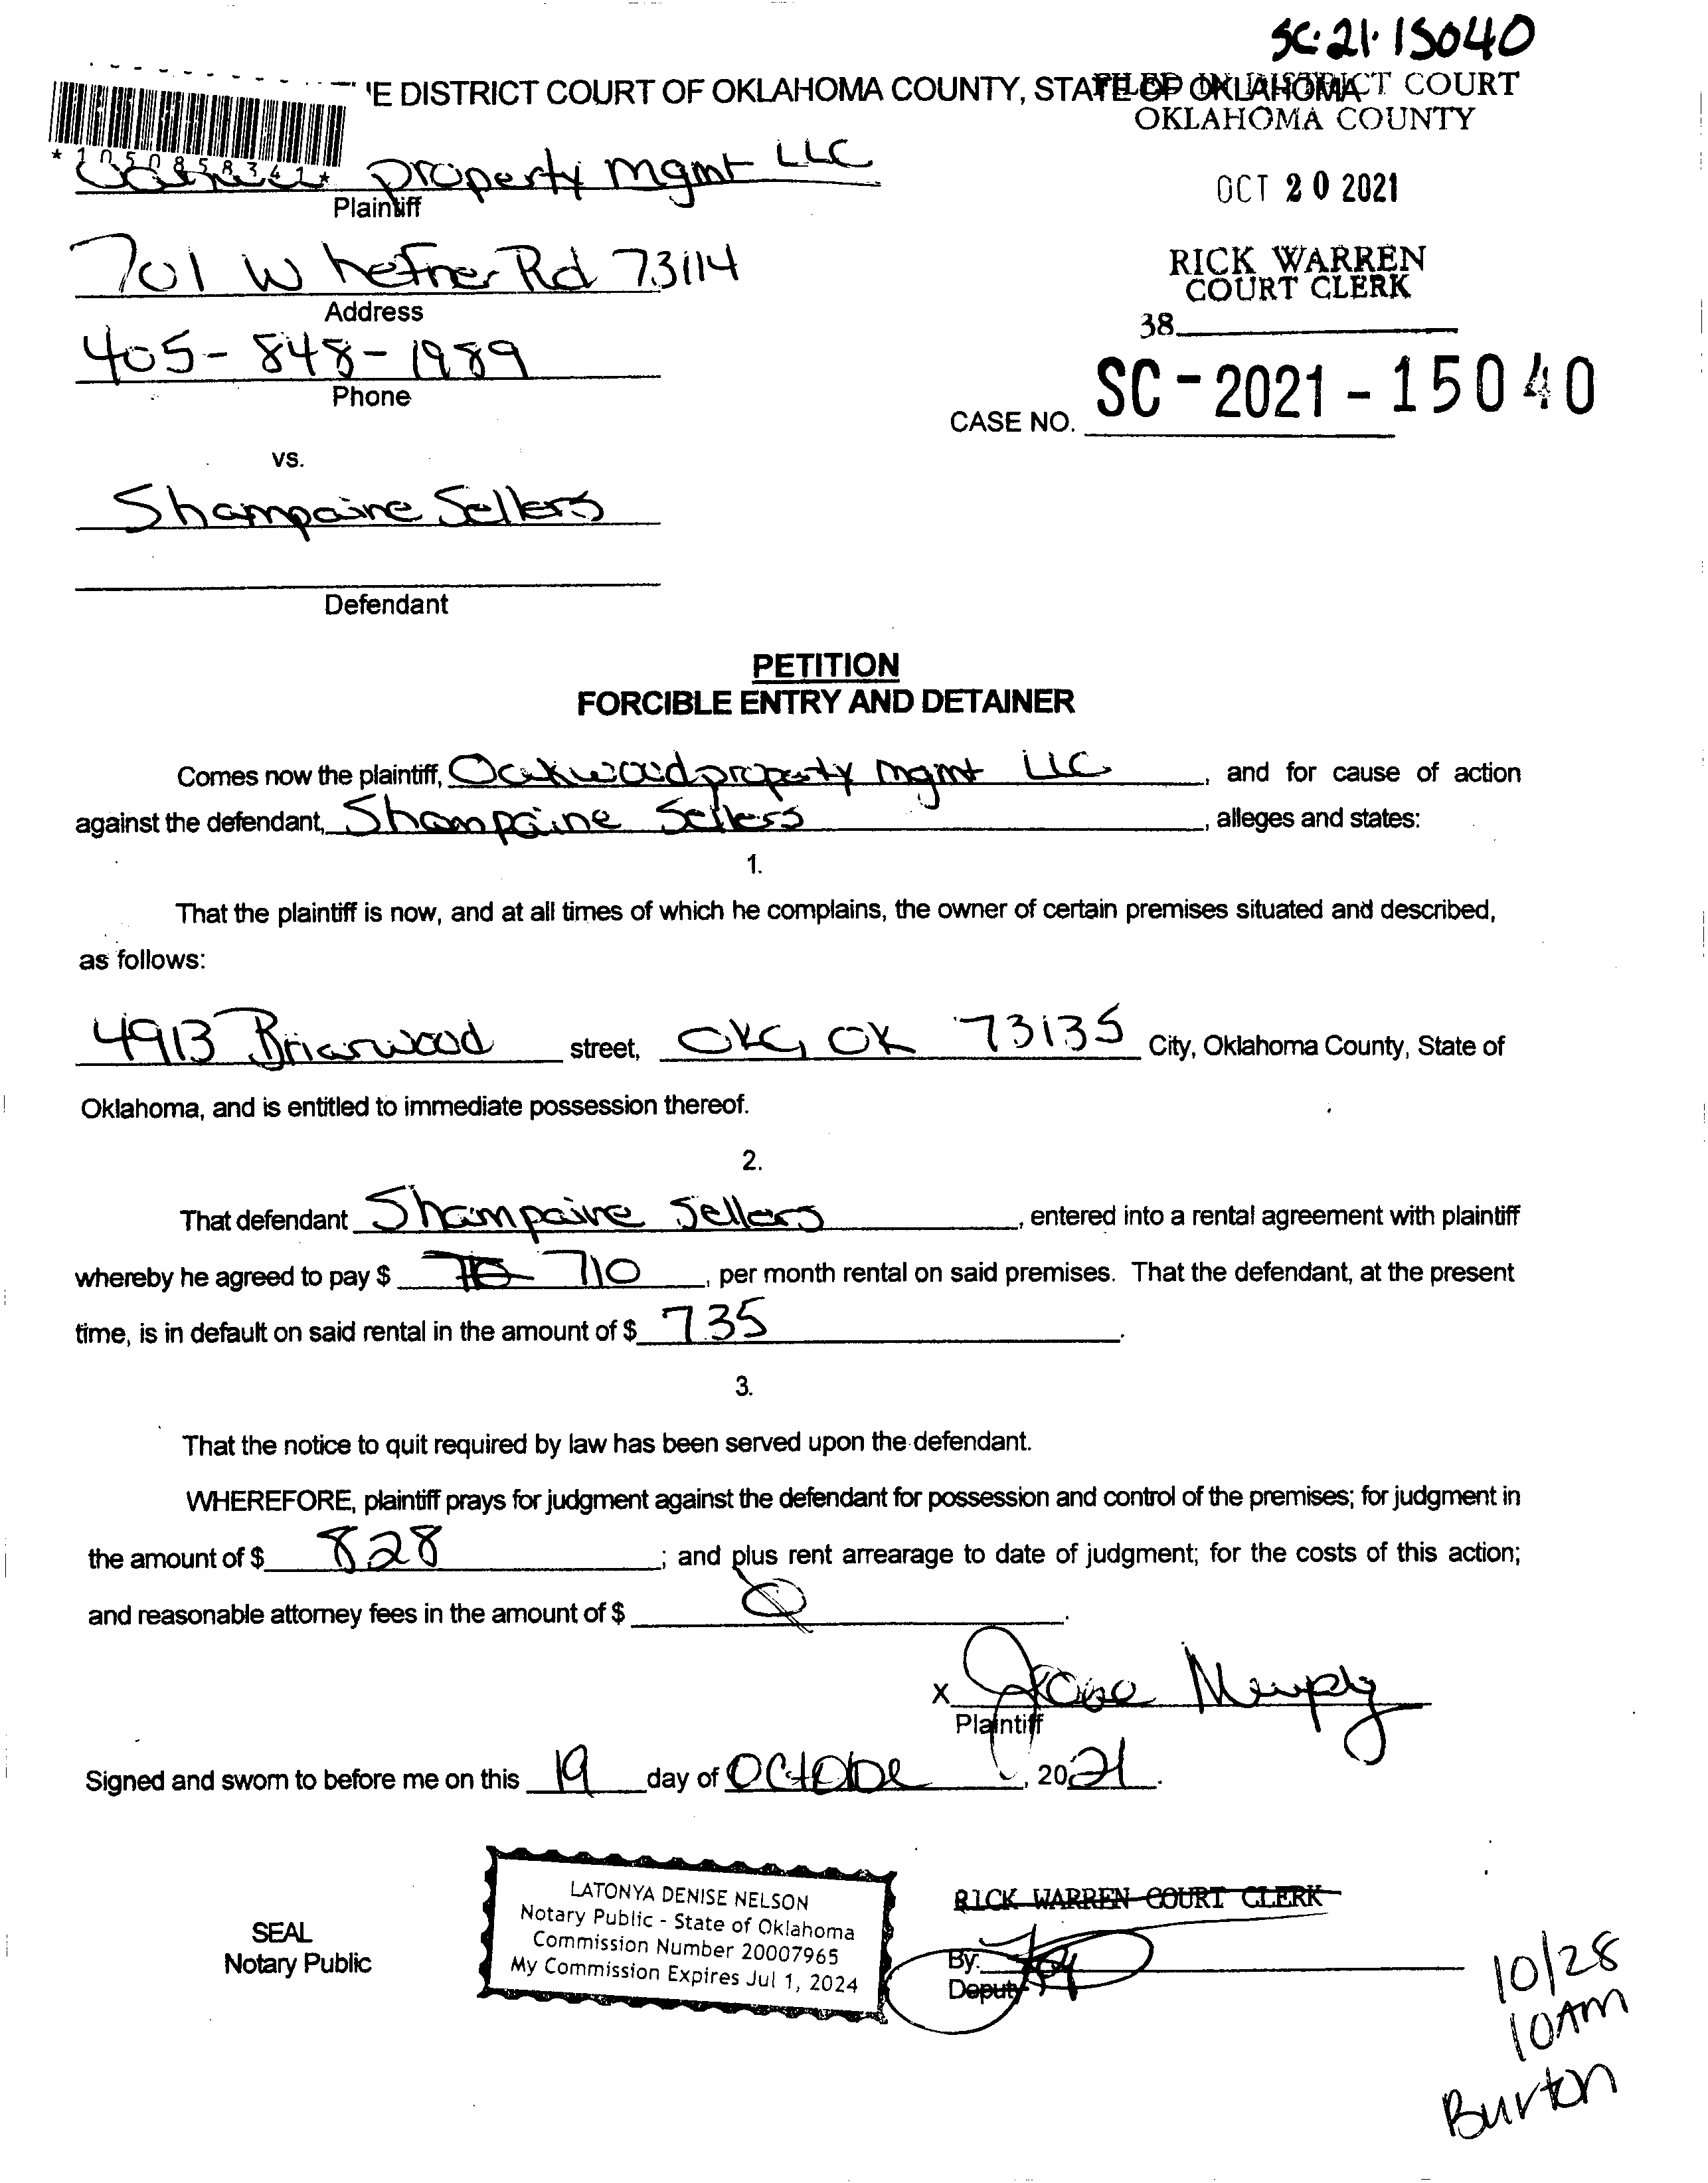 SC·21·15040
'E DISTRICT COURT OF OKLAHOMA COUNTY, STATE OF OKLAHOMA
FILED IN DISTRICT COURT
OKLAHOMA COUNTY
*1050858341*
property mgmt LLC
Plaintiff
OCT 20 2021
701 W hefner Rd 73114
Address
RICK WARREN
COURT CLERK
38
405-848-1989
Phone
CASE NO. SC-2021-15040
vs.
Shampaine Sellers
Defendant
PETITION
FORCIBLE ENTRY AND DETAINER
Comes now the plaintiff, Oakwood property mgmt LLC, and for cause of action
against the defendant, Shampaine Sellers, alleges and states:
1.
That the plaintiff is now, and at all times of which he complains, the owner of certain premises situated and described,
as follows:
4913 Briarwood street, OKC, OK 73135 City, Oklahoma County, State of
Oklahoma, and is entitled to immediate possession thereof.
2.
That defendant Shampaine Sellers, entered into a rental agreement with plaintiff
whereby he agreed to pay $ 710, per month rental on said premises. That the defendant, at the present
time, is in default on said rental in the amount of $ 735.
3.
That the notice to quit required by law has been served upon the defendant.
WHEREFORE, plaintiff prays for judgment against the defendant for possession and control of the premises; for judgment in
the amount of $ 828; and plus rent arrearage to date of judgment; for the costs of this action;
and reasonable attorney fees in the amount of $ 0.
X
Plaintiff
Signed and sworn to before me on this 19 day of October, 2021.
LATONYA DENISE NELSON
Notary Public - State of Oklahoma
Commission Number 20007965
My Commission Expires Jul 1, 2024
SEAL
Notary Public
RICK WARREN COURT CLERK
By:
Deputy
10/28
10AM
Burton